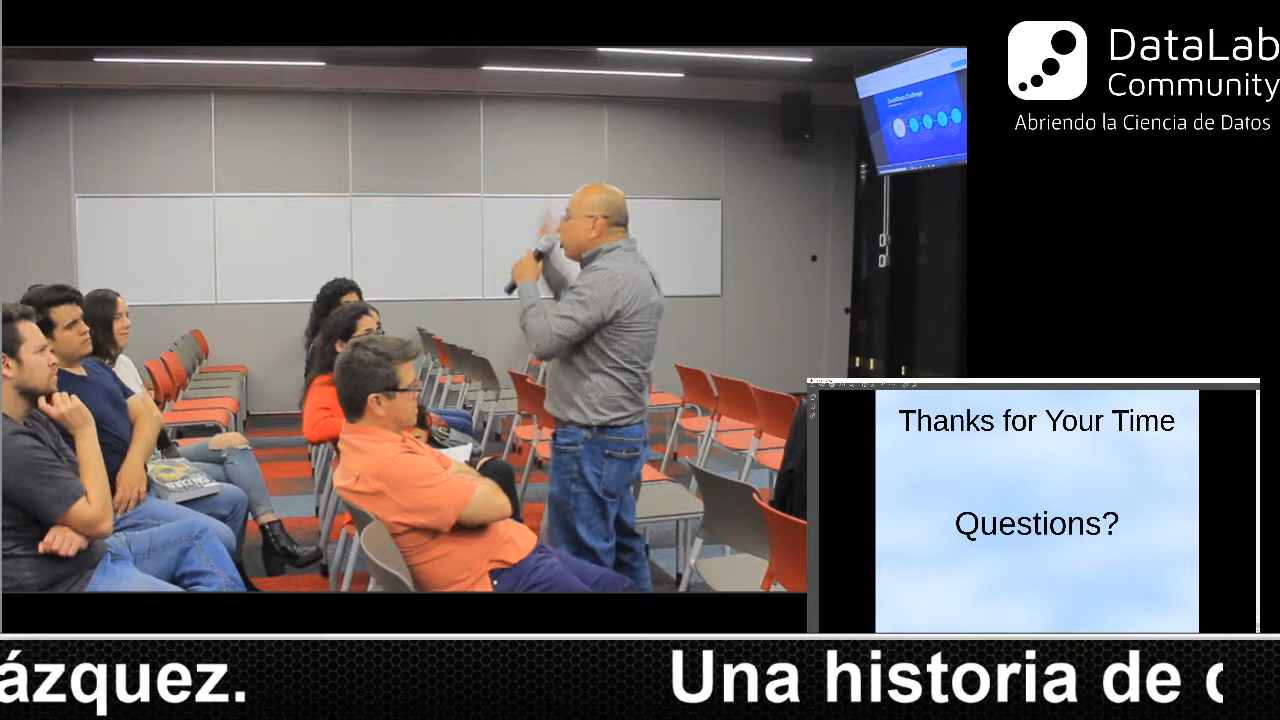 DataLab
Community
Abriendo la Ciencia de Datos
Thanks for Your Time
Questions?
ázquez.
Una historia de